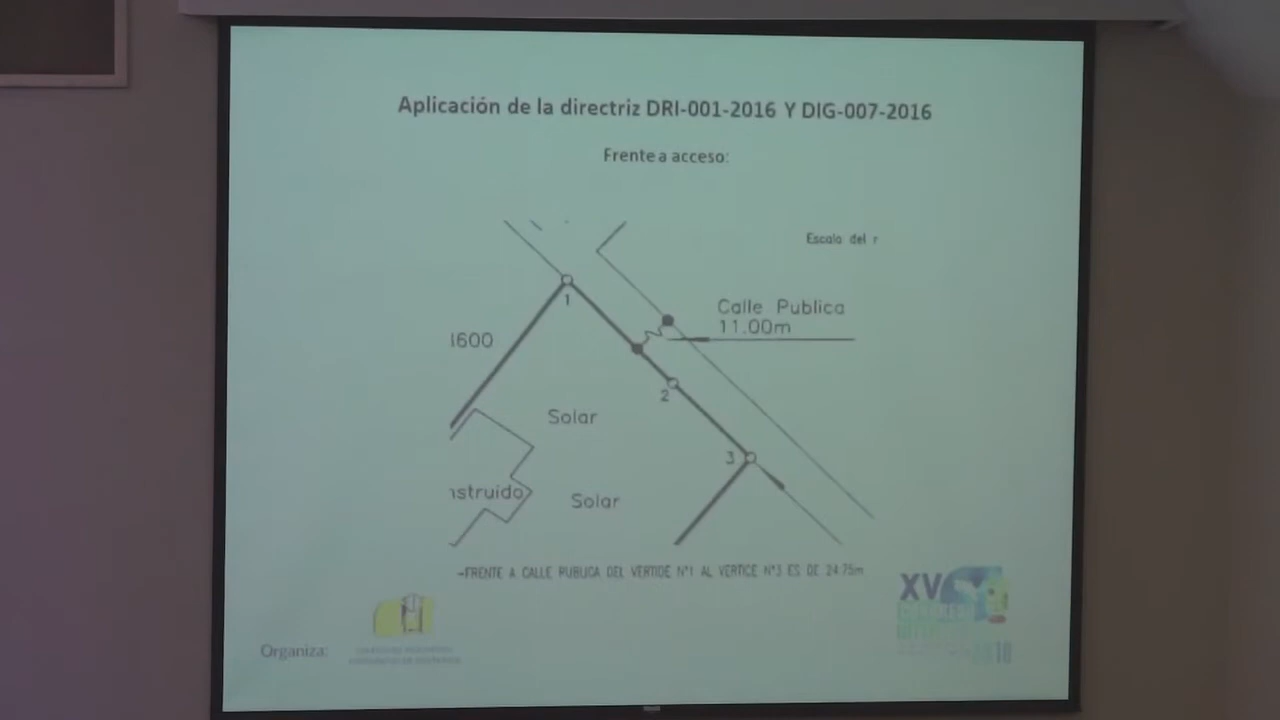 Aplicación de la directriz DRI-001-2016 Y DIG-007-2016
Frente a acceso:
Escala del r
1
Calle Publica
11.00m
1600
2
Solar
3
nstruido
Solar
-FRENTE A CALLE PUBLICA DEL VERTIDE N°1 AL VERTICE N°3 ES DE 24.75m
XV
Organiza: